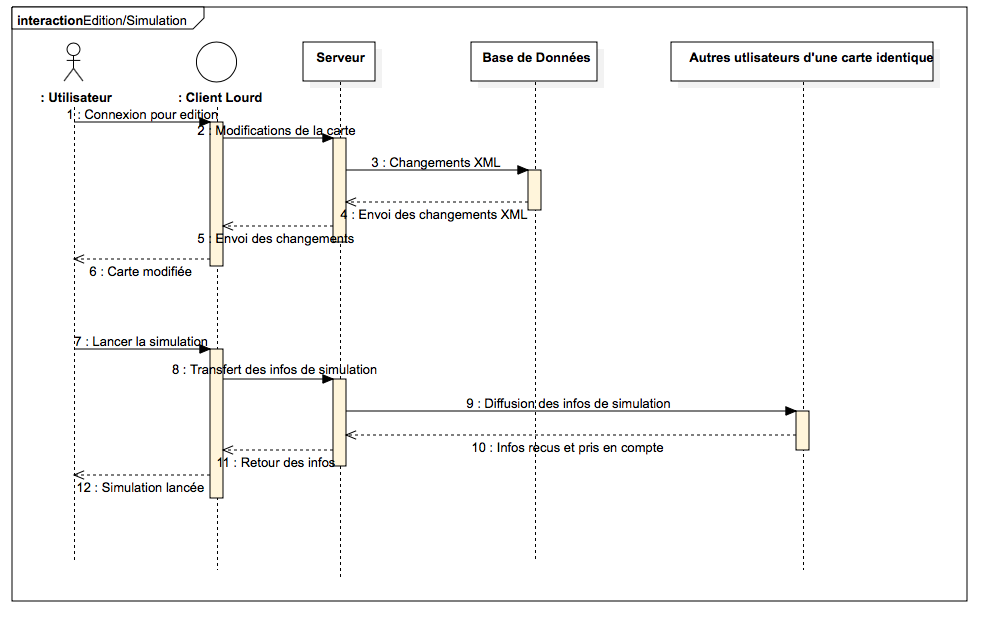 interactionEdition/Simulation
Serveur
Base de Données
Autres utlisateurs d'une carte identique
: Utilisateur
: Client Lourd
1 : Connexion pour edition
2 : Modifications de la carte
3 : Changements XML
4 : Envoi des changements XML
5 : Envoi des changements
6 : Carte modifiée
7 : Lancer la simulation
8 : Transfert des infos de simulation
9 : Diffusion des infos de simulation
10 : Infos recus et pris en compte
11 : Retour des infos
12 : Simulation lancée